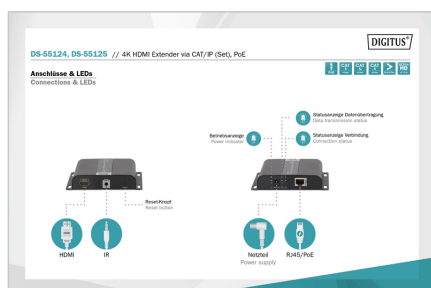 DIGITUS®
DS-55124, DS-55125 // 4K HDMI Extender via CAT/IP (Set), PoE
Anschlüsse & LEDs
Connections & LEDs
Statusanzeige Datenübertragung
Data transmission status
Betriebsanzeige
Power indicator
Statusanzeige Verbindung
Connection status
Reset-Knopf
Reset button
HDMI
IR
Netzteil
Power supply
RJ45/PoE